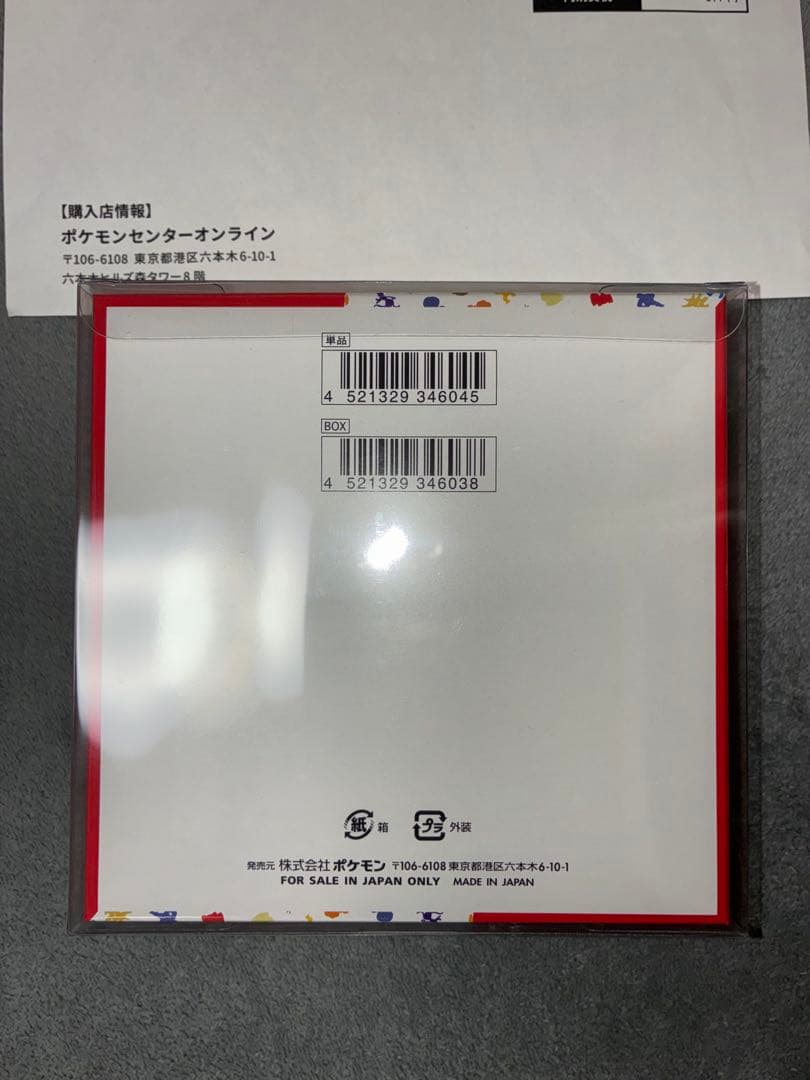 【購入店情報】
ポケモンセンターオンライン
〒106-6108 東京都港区六本木6-10-1
六本木ヒルズ森タワー8階
単品
4 521329 346045
BOX
4 521329 346038
紙 箱 プラ 外装
発売元 株式会社ポケモン 〒106-6108 東京都港区六本木6-10-1
FOR SALE IN JAPAN ONLY MADE IN JAPAN